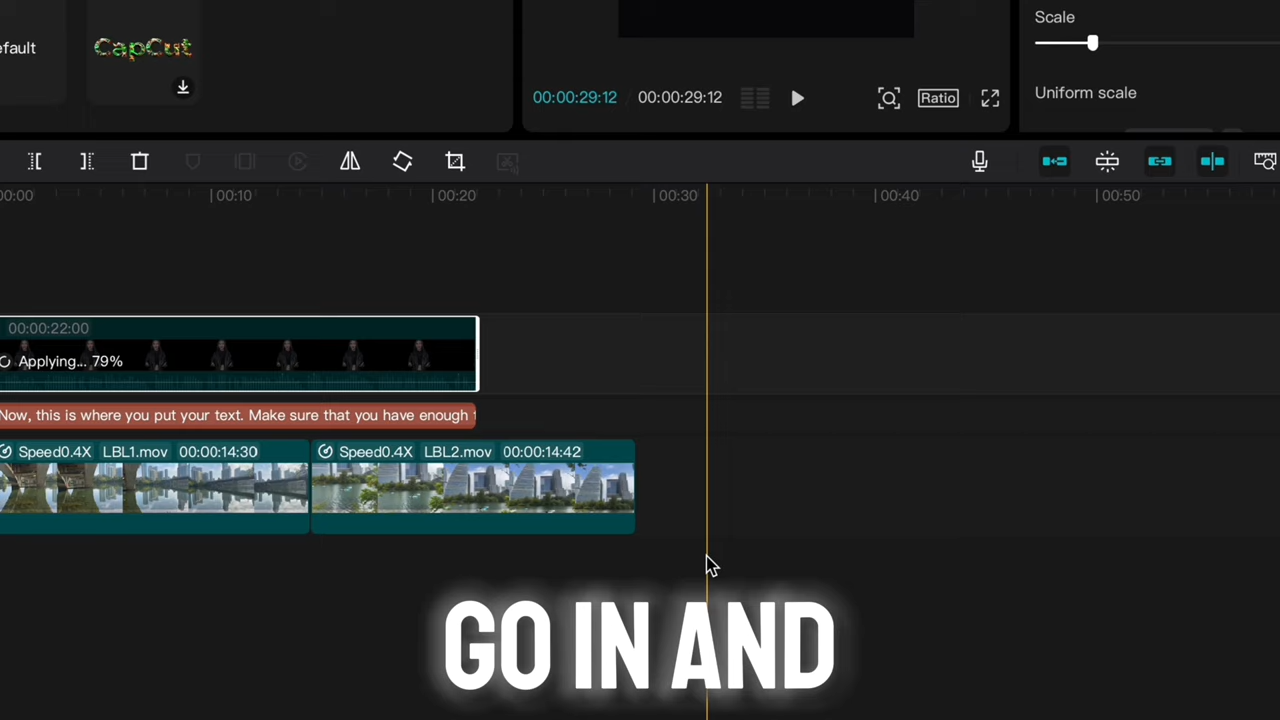 efault
CapCut
Scale
00:00:29:12
00:00:29:12
Ratio
Uniform scale
00:00
00:10
00:20
00:30
00:40
00:50
00:00:22:00
Applying... 79%
Now, this is where you put your text. Make sure that you have enough
Speed0.4X LBL1.mov 00:00:14:30
Speed0.4X LBL2.mov 00:00:14:42
GO IN AND